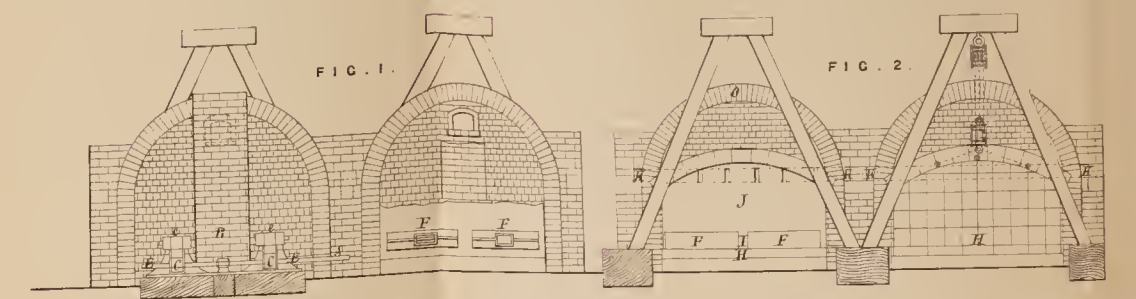 FIG. 1.
FIG. 2.
O
B
e e
E C C E
S
F F
K K K K
J
F I F
H
H